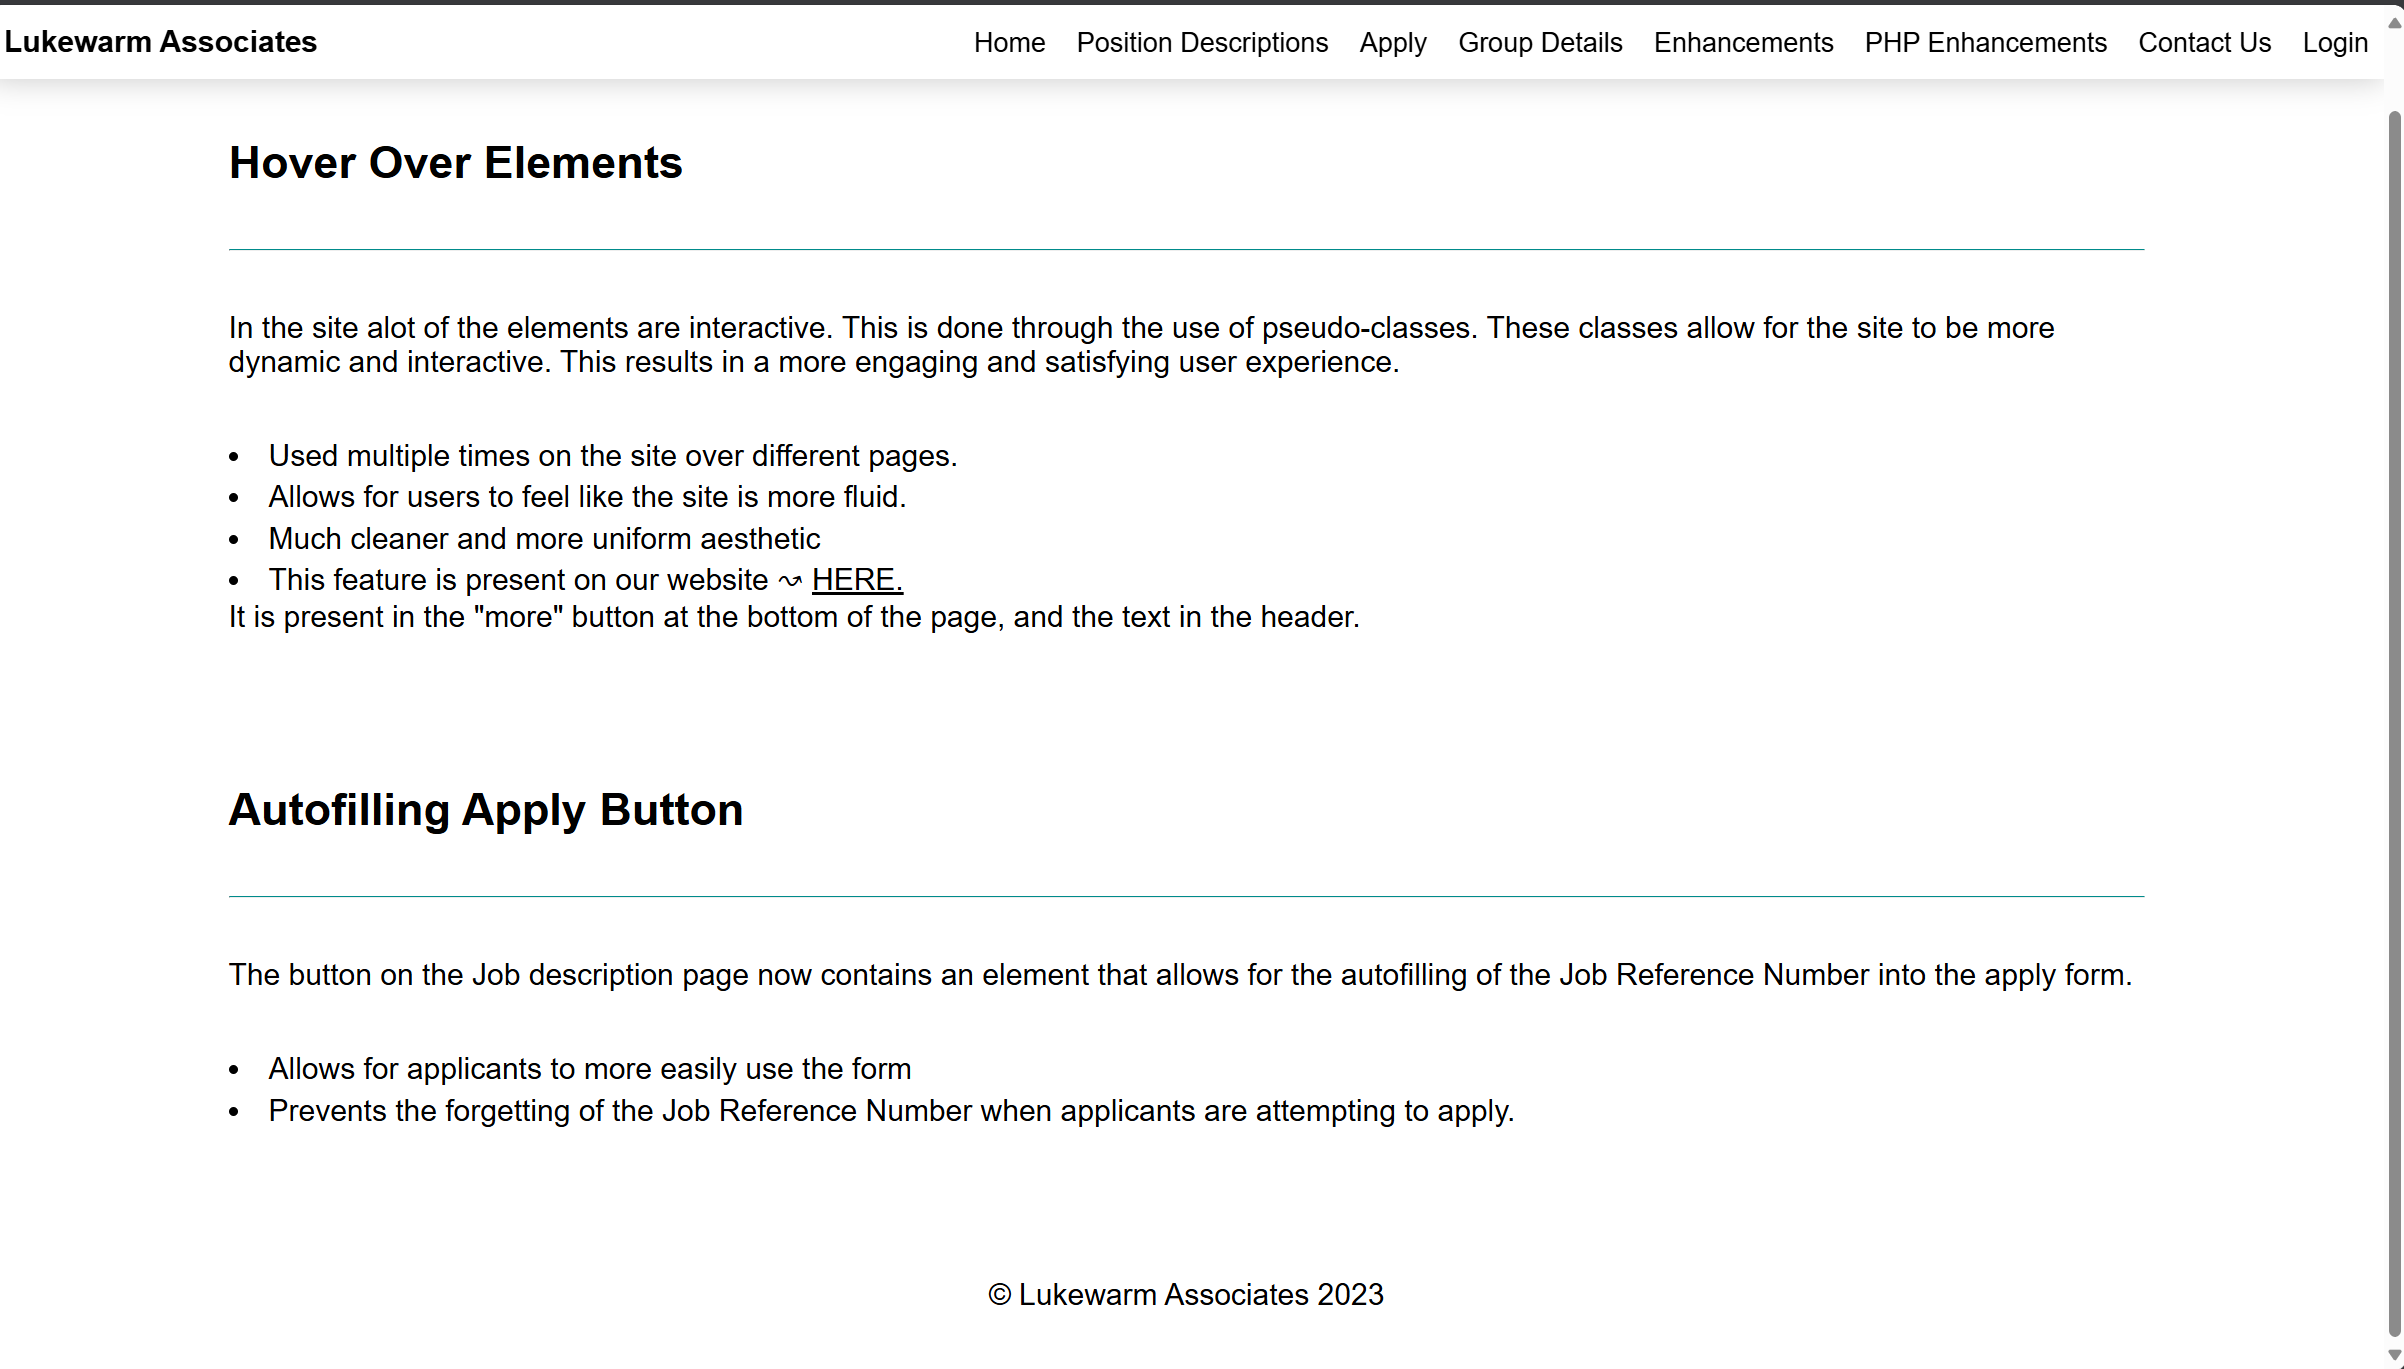 Lukewarm Associates Home Position Descriptions Apply Group Details Enhancements PHP Enhancements Contact Us Login
Hover Over Elements
In the site alot of the elements are interactive. This is done through the use of pseudo-classes. These classes allow for the site to be more
dynamic and interactive. This results in a more engaging and satisfying user experience.
• Used multiple times on the site over different pages.
• Allows for users to feel like the site is more fluid.
• Much cleaner and more uniform aesthetic
• This feature is present on our website ↝ HERE.
It is present in the "more" button at the bottom of the page, and the text in the header.
Autofilling Apply Button
The button on the Job description page now contains an element that allows for the autofilling of the Job Reference Number into the apply form.
• Allows for applicants to more easily use the form
• Prevents the forgetting of the Job Reference Number when applicants are attempting to apply.
© Lukewarm Associates 2023